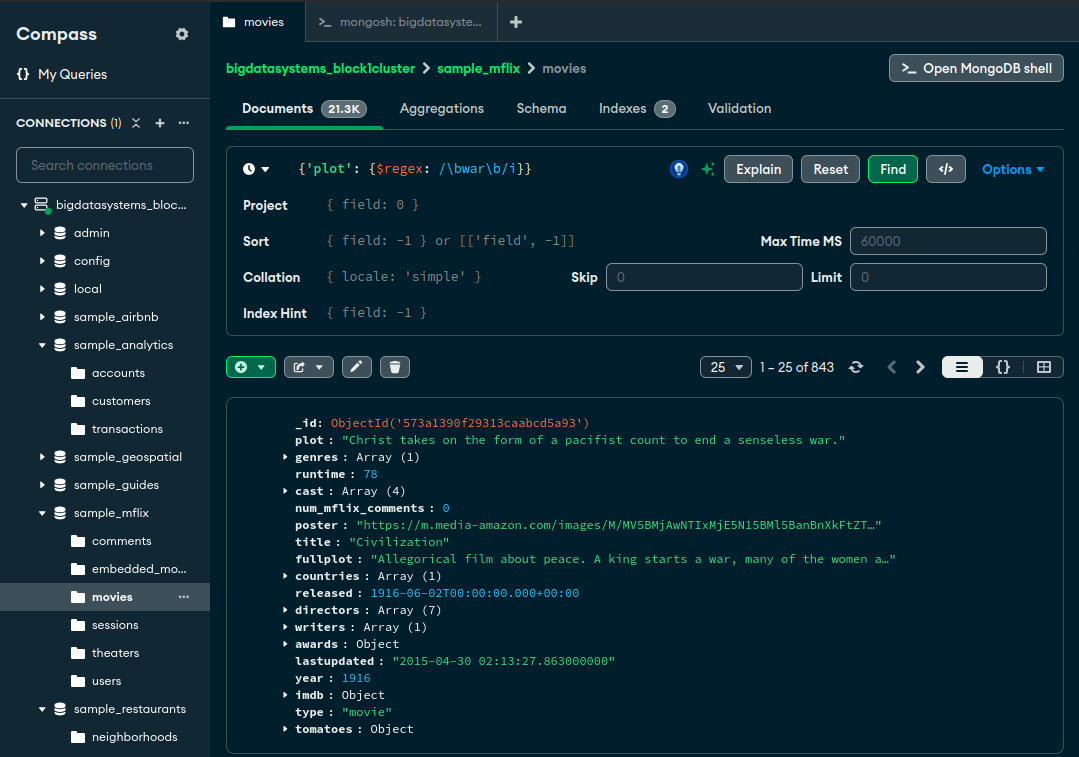 Compass
My Queries
CONNECTIONS (1)
Search connections
bigdatasystems_bloc...
admin
config
local
sample_airbnb
sample_analytics
accounts
customers
transactions
sample_geospatial
sample_guides
sample_mflix
comments
embedded_mo...
movies
sessions
theaters
users
sample_restaurants
neighborhoods
movies
>_ mongosh: bigdatasyste...
bigdatasystems_block1cluster > sample_mflix > movies
>_ Open MongoDB shell
Documents 21.3K Aggregations Schema Indexes 2 Validation
{'plot': {$regex: /\bwar\b/i}}
Explain Reset Find </> Options
Project { field: 0 }
Sort { field: -1 } or [['field', -1]] Max Time MS 60000
Collation { locale: 'simple' } Skip 0 Limit 0
Index Hint { field: -1 }
25 1 – 25 of 843 {}
_id: ObjectId('573a1390f29313caabcd5a93')
plot : "Christ takes on the form of a pacifist count to end a senseless war."
genres : Array (1)
runtime : 78
cast : Array (4)
num_mflix_comments : 0
poster : "https://m.media-amazon.com/images/M/MV5BMjAwNTIxMjE5N15BMl5BanBnXkFtZT…"
title : "Civilization"
fullplot : "Allegorical film about peace. A king starts a war, many of the women a…"
countries : Array (1)
released : 1916-06-02T00:00:00.000+00:00
directors : Array (7)
writers : Array (1)
awards : Object
lastupdated : "2015-04-30 02:13:27.863000000"
year : 1916
imdb : Object
type : "movie"
tomatoes : Object